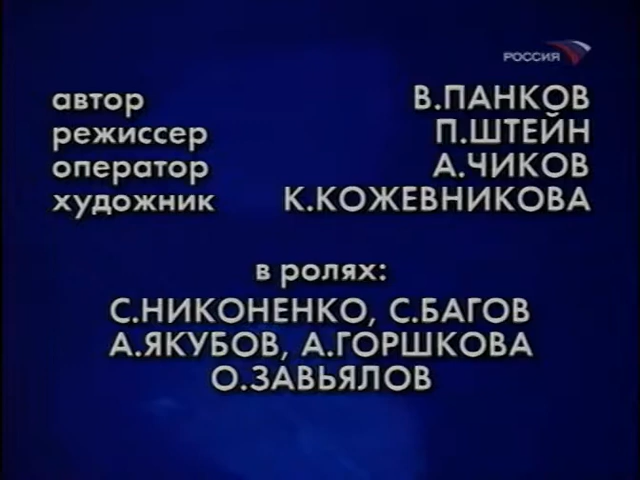 РОССИЯ
автор В.ПАНКОВ
режиссер П.ШТЕЙН
оператор А.ЧИКОВ
художник К.КОЖЕВНИКОВА
в ролях:
С.НИКОНЕНКО, С.БАГОВ
А.ЯКУБОВ, А.ГОРШКОВА
О.ЗАВЬЯЛОВ